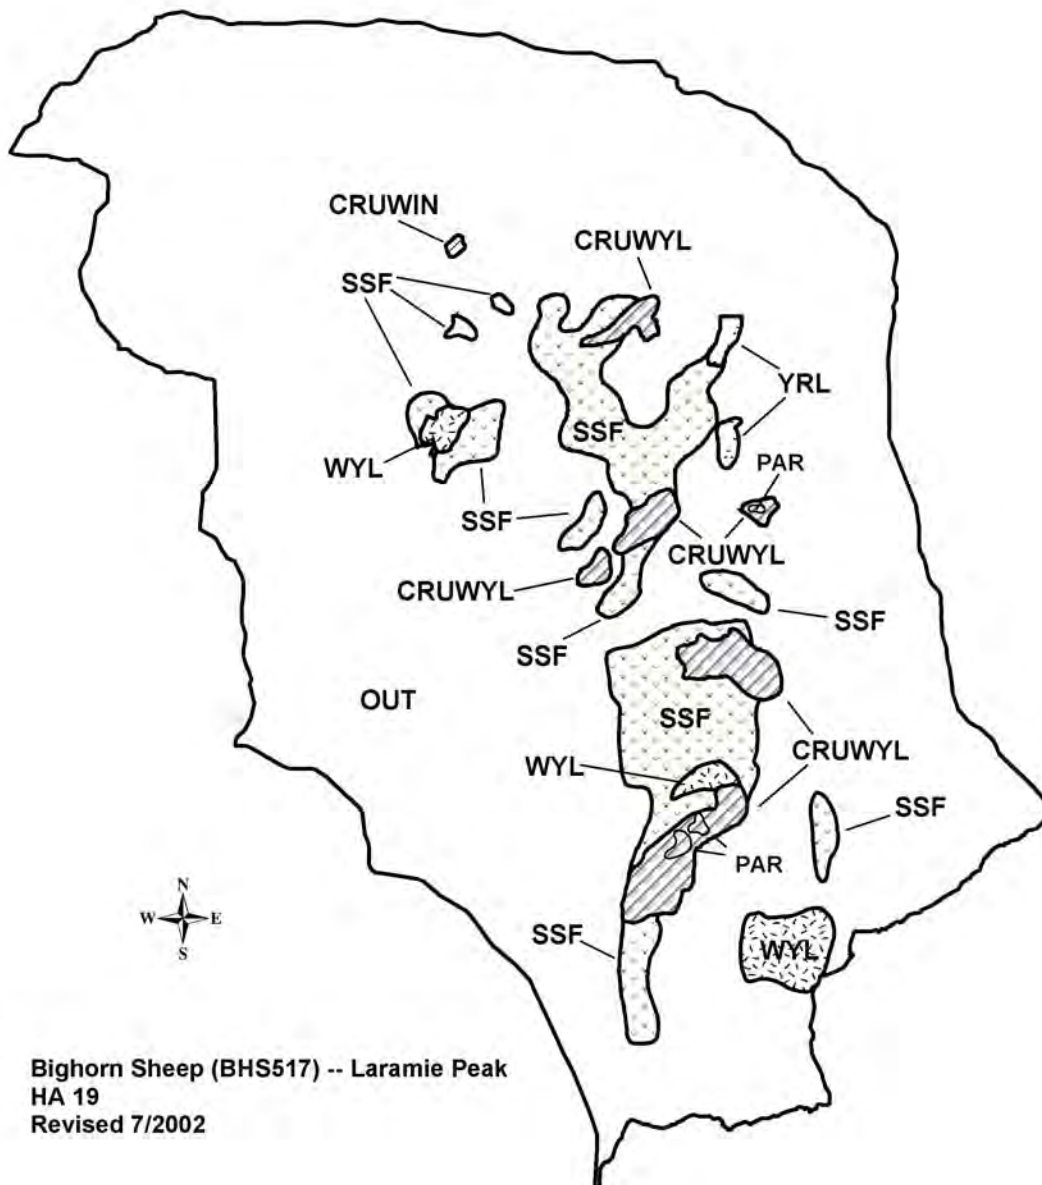 CRUWIN
CRUWYL
SSF
YRL
SSF
PAR
WYL
SSF
CRUWYL
CRUWYL
SSF
SSF
OUT
SSF
CRUWYL
WYL
SSF
PAR
N
W E
S
SSF
WYL
Bighorn Sheep (BHS517) -- Laramie Peak
HA 19
Revised 7/2002